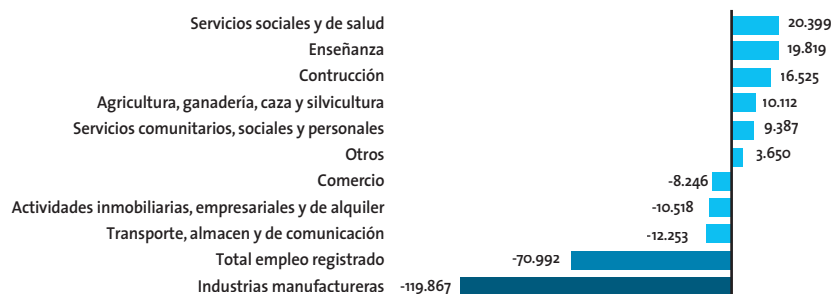 Servicios sociales y de salud 20.399
Enseñanza 19.819
Contrucción 16.525
Agricultura, ganadería, caza y silvicultura 10.112
Servicios comunitarios, sociales y personales 9.387
Otros 3.650
Comercio -8.246
Actividades inmobiliarias, empresariales y de alquiler -10.518
Transporte, almacen y de comunicación -12.253
Total empleo registrado -70.992
Industrias manufactureras -119.867